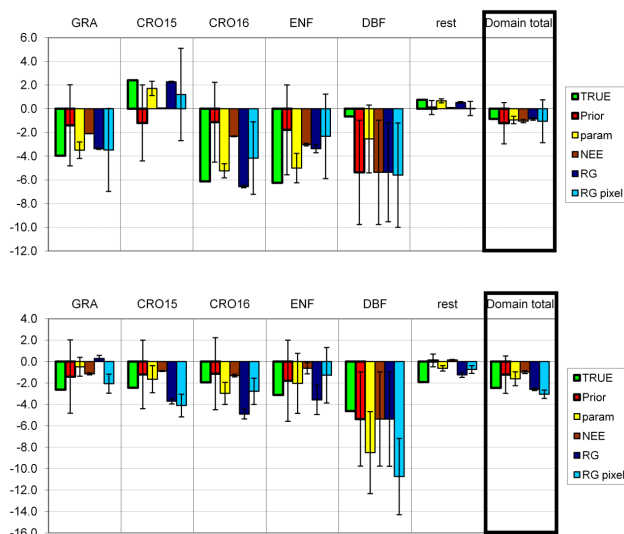 GRA CRO15 CRO16 ENF DBF rest Domain total
6.0
4.0
2.0
0.0
-2.0
-4.0
-6.0
-8.0
-10.0
-12.0
TRUE
Prior
param
NEE
RG
RG pixel
GRA CRO15 CRO16 ENF DBF rest Domain total
4.0
2.0
0.0
-2.0
-4.0
-6.0
-8.0
-10.0
-12.0
-14.0
-16.0
TRUE
Prior
param
NEE
RG
RG pixel